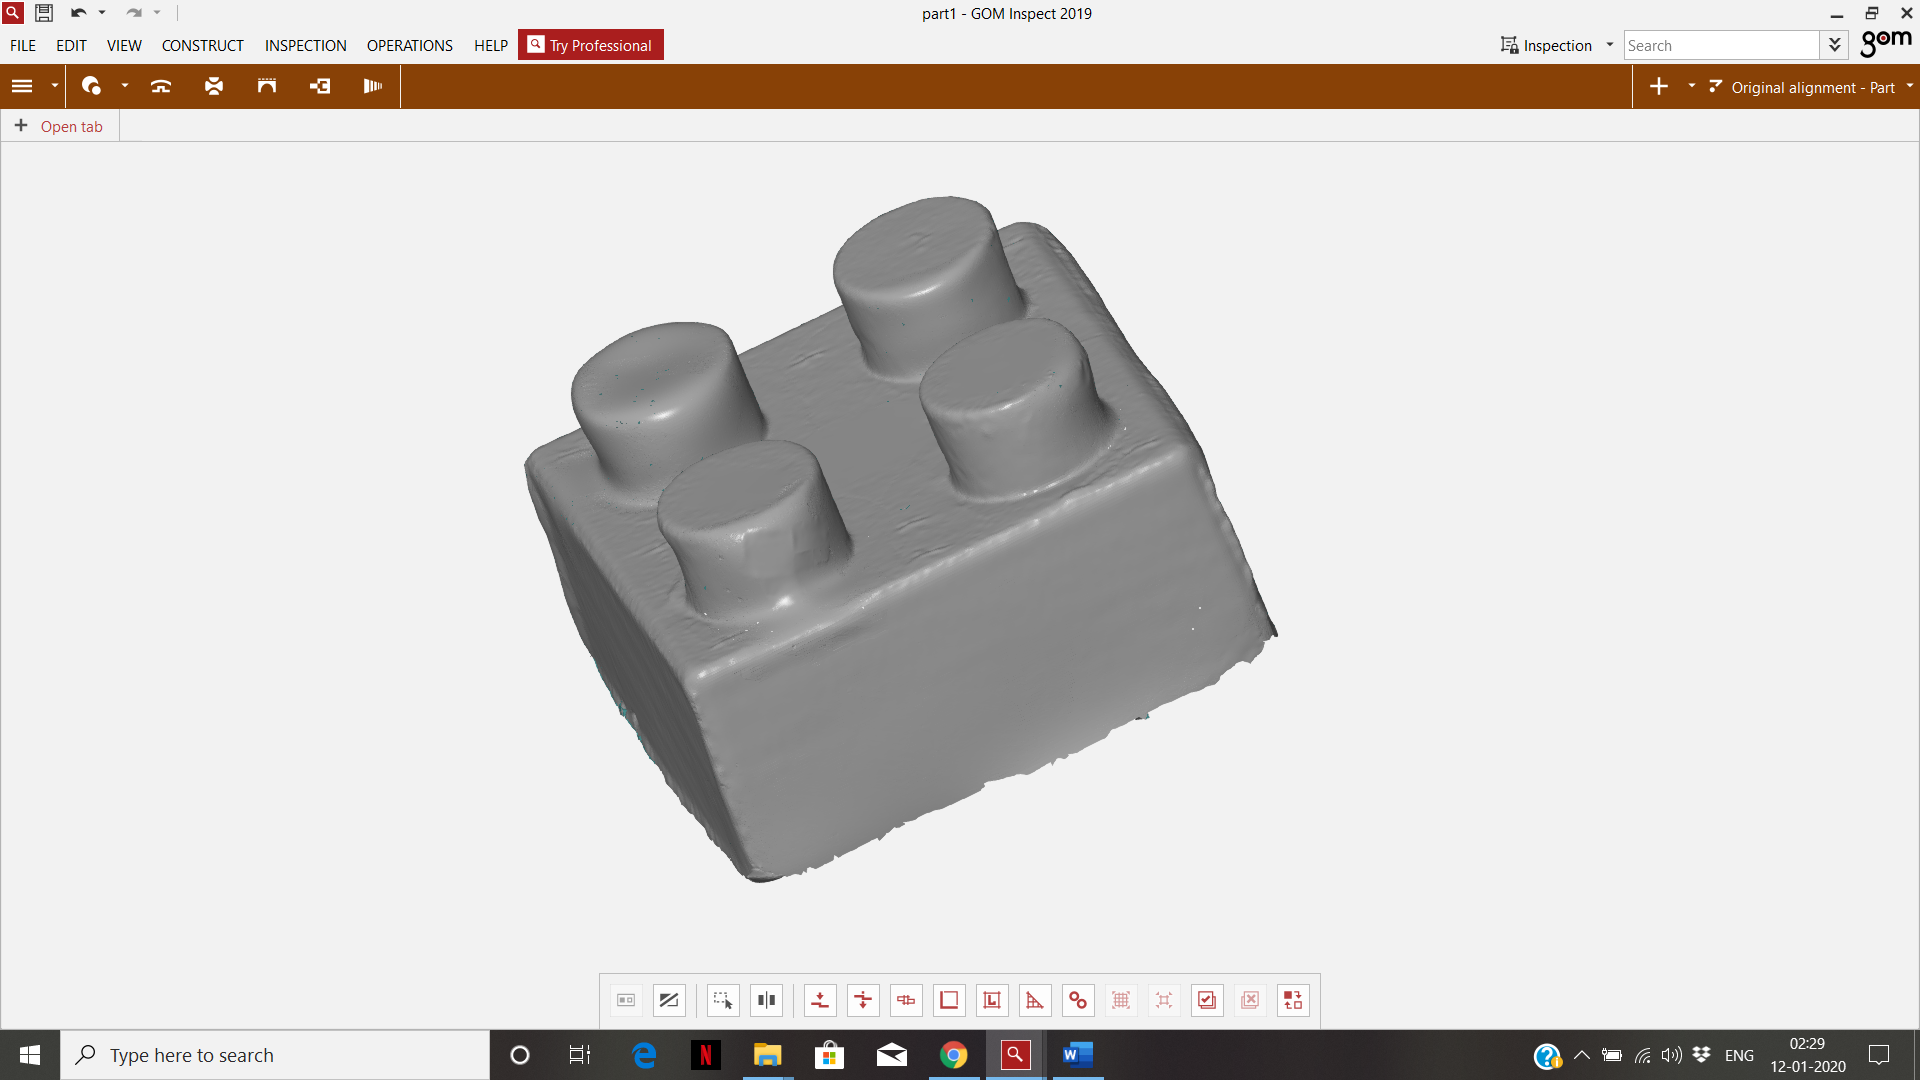 part1 - GOM Inspect 2019
FILE EDIT VIEW CONSTRUCT INSPECTION OPERATIONS HELP Try Professional
Inspection Search gom
Original alignment - Part
+ Open tab
Type here to search
N
W
ENG
02:29
12-01-2020